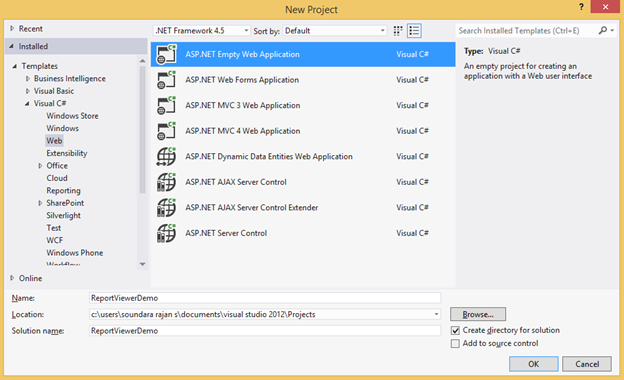 New Project
? ×
Recent
Installed
Templates
Business Intelligence
Visual Basic
Visual C#
Windows Store
Windows
Web
Extensibility
Office
Cloud
Reporting
SharePoint
Silverlight
Test
WCF
Windows Phone
Workflow
Online
.NET Framework 4.5 Sort by: Default
ASP.NET Empty Web Application Visual C#
ASP.NET Web Forms Application Visual C#
ASP.NET MVC 3 Web Application Visual C#
ASP.NET MVC 4 Web Application Visual C#
ASP.NET Dynamic Data Entities Web Application Visual C#
ASP.NET AJAX Server Control Visual C#
ASP.NET AJAX Server Control Extender Visual C#
ASP.NET Server Control Visual C#
Search Installed Templates (Ctrl+E)
Type: Visual C#
An empty project for creating an
application with a Web user interface
Name: ReportViewerDemo
Location: c:\users\soundara rajan s\documents\visual studio 2012\Projects
Browse...
Solution name: ReportViewerDemo
Create directory for solution
Add to source control
OK Cancel